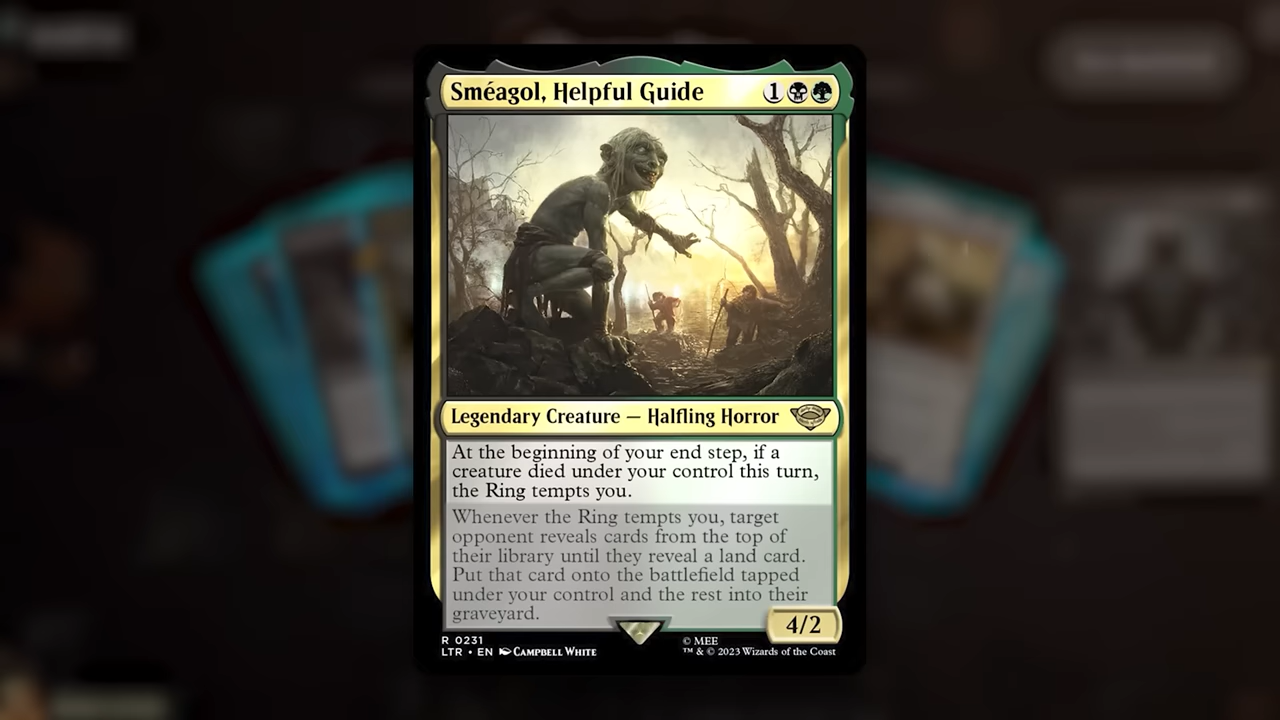 Sméagol, Helpful Guide
1
Legendary Creature — Halfling Horror
At the beginning of your end step, if a
creature died under your control this turn,
the Ring tempts you.
Whenever the Ring tempts you, target
opponent reveals cards from the top of
their library until they reveal a land card.
Put that card onto the battlefield tapped
under your control and the rest into their
graveyard.
4/2
R 0231
LTR • EN CAMPBELL WHITE
© MEE
™ & © 2023 Wizards of the Coast